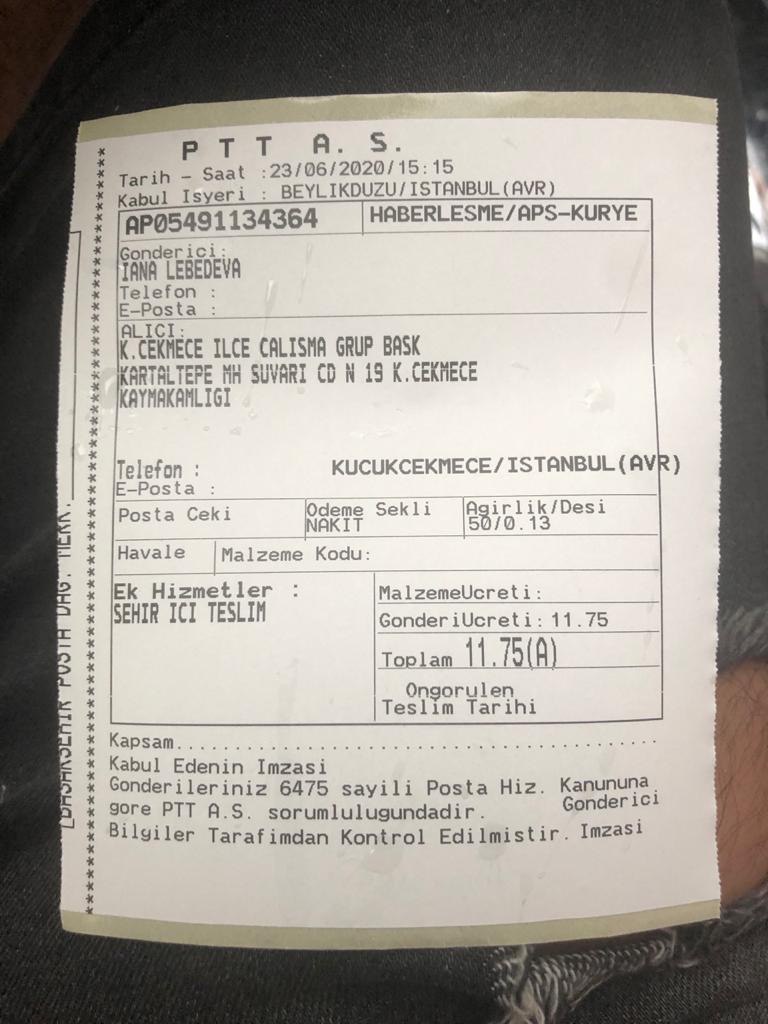 PTT A. S.
Tarih - Saat :23/06/2020/15:15
Kabul Isyeri : BEYLIKDUZU/ISTANBUL(AVR)
AP05491134364 HABERLESME/APS-KURYE
Gonderici:
IANA LEBEDEVA
Telefon :
E-Posta :
ALICI:
K.CEKMECE ILCE CALISMA GRUP BASK
KARTALTEPE MH SUVARI CD N 19 K.CEKMECE
KAYMAKAMLIGI
Telefon : KUCUKCEKMECE/ISTANBUL(AVR)
E-Posta :
Posta Ceki Odeme Sekli Agirlik/Desi
NAKIT 50/0.13
Havale Malzeme Kodu:
Ek Hizmetler : MalzemeUcreti:
SEHIR ICI TESLIM GonderiUcreti: 11.75
Toplam 11.75(A)
Ongorulen
Teslim Tarihi
Kapsam..........................................
Kabul Edenin Imzasi
Gonderileriniz 6475 sayili Posta Hiz. Kanununa
gore PTT A.S. sorumlulugundadir. Gonderici
Bilgiler Tarafimdan Kontrol Edilmistir. Imzasi
POSTA DAG. MERK.